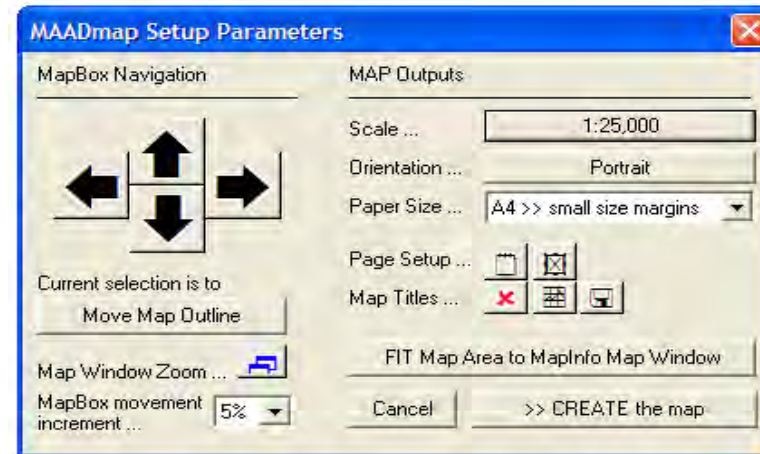 MAADmap Setup Parameters
MapBox Navigation
Current selection is to
Move Map Outline
Map Window Zoom ...
MapBox movement
increment ...
5%
MAP Outputs
Scale ...
1:25,000
Orientation ...
Portrait
Paper Size ...
A4 >> small size margins
Page Setup ...
Map Titles ...
FIT Map Area to MapInfo Map Window
Cancel
>> CREATE the map